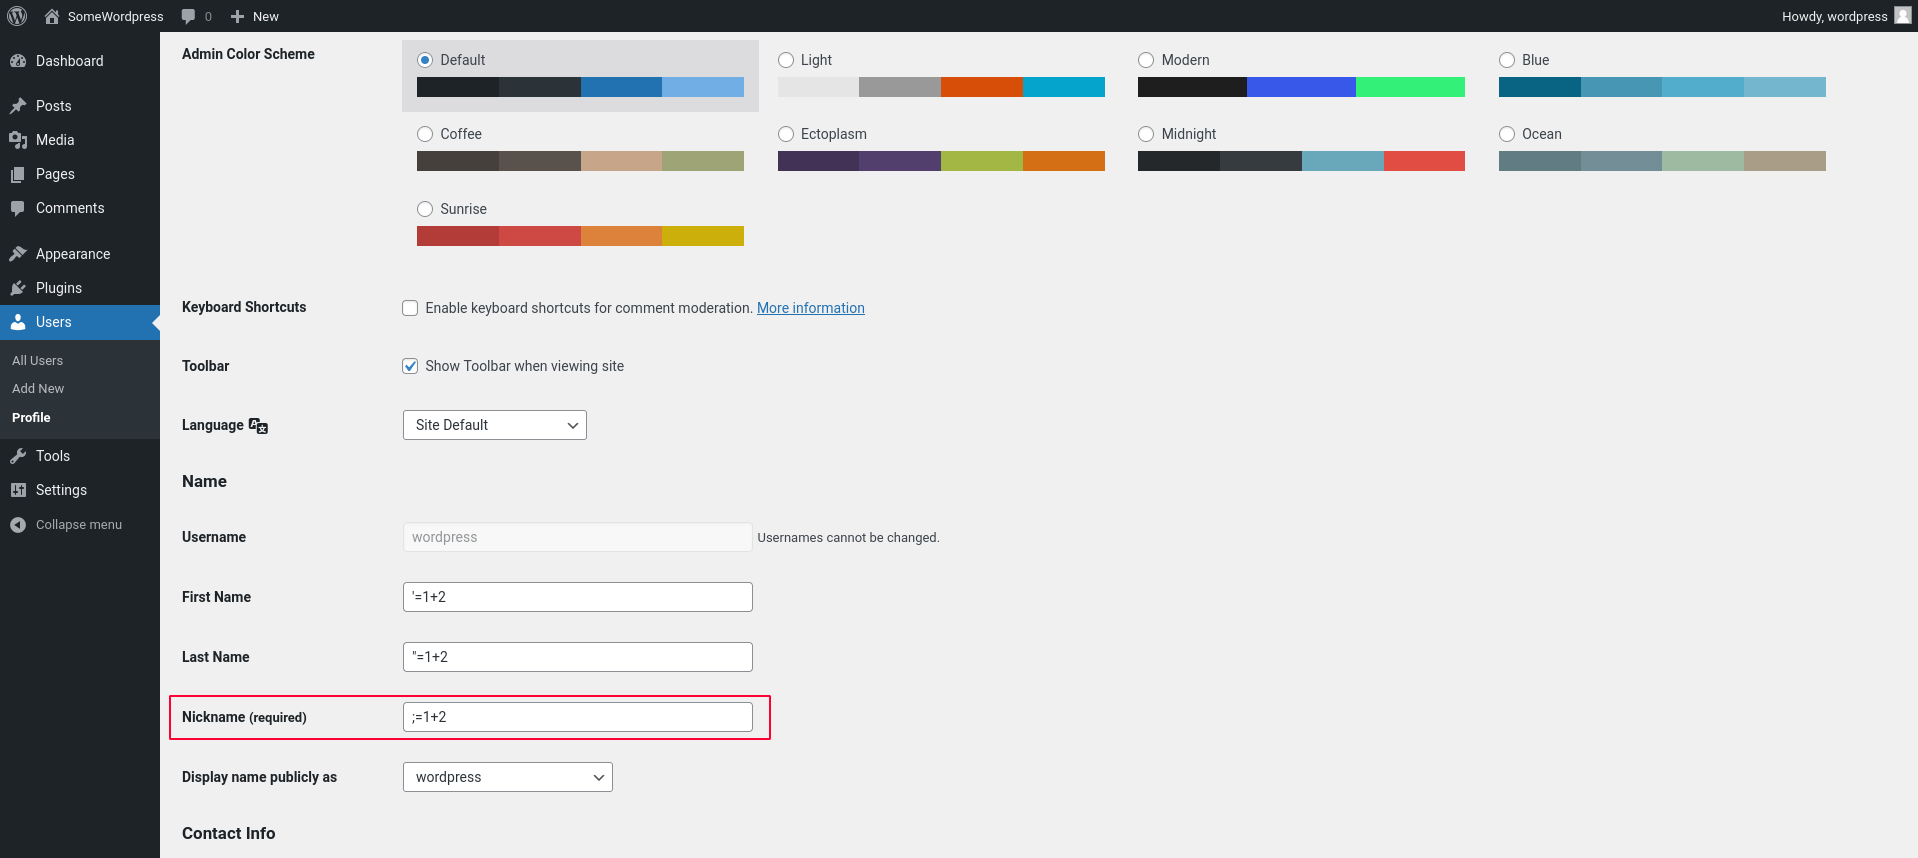 SomeWordpress 0 New Howdy, wordpress
Dashboard
Posts
Media
Pages
Comments
Appearance
Plugins
Users
All Users
Add New
Profile
Tools
Settings
Collapse menu
Admin Color Scheme
Default Light Modern Blue
Coffee Ectoplasm Midnight Ocean
Sunrise
Keyboard Shortcuts Enable keyboard shortcuts for comment moderation. More information
Toolbar Show Toolbar when viewing site
Language Site Default
Name
Username wordpress Usernames cannot be changed.
First Name '=1+2
Last Name "=1+2
Nickname (required) ;=1+2
Display name publicly as wordpress
Contact Info